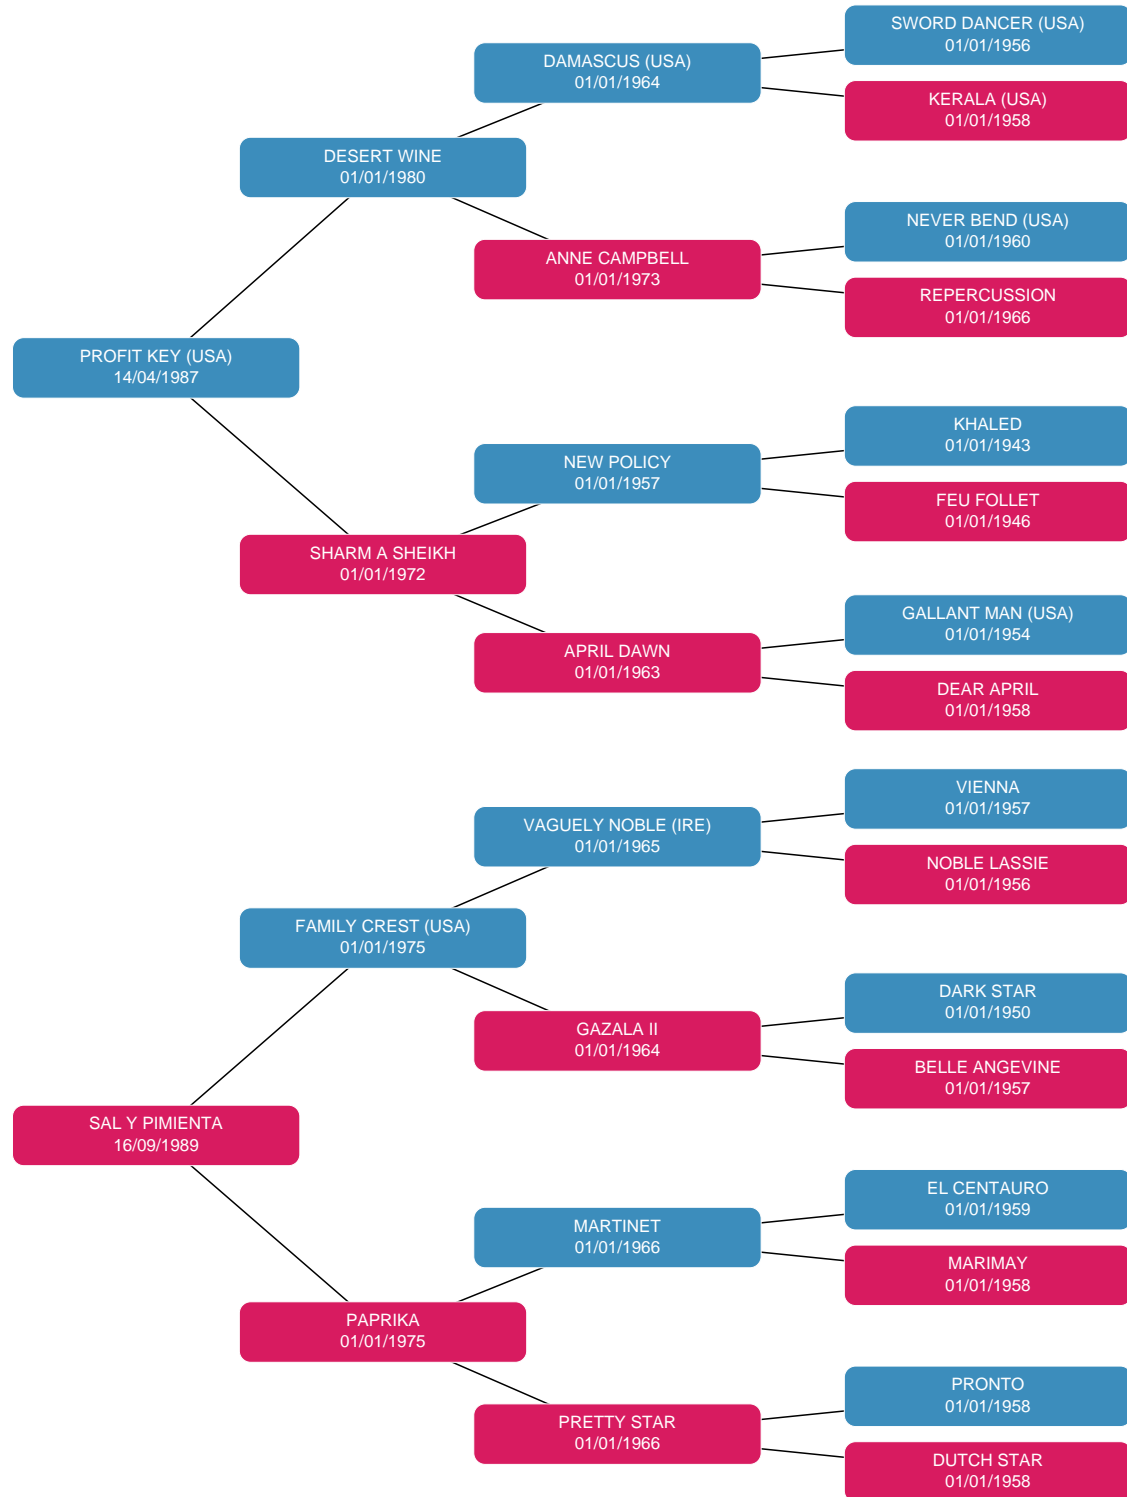 SWORD DANCER (USA)
01/01/1956
DAMASCUS (USA)
01/01/1964
KERALA (USA)
01/01/1958
DESERT WINE
01/01/1980
NEVER BEND (USA)
01/01/1960
ANNE CAMPBELL
01/01/1973
REPERCUSSION
01/01/1966
PROFIT KEY (USA)
14/04/1987
KHALED
01/01/1943
NEW POLICY
01/01/1957
FEU FOLLET
01/01/1946
SHARM A SHEIKH
01/01/1972
GALLANT MAN (USA)
01/01/1954
APRIL DAWN
01/01/1963
DEAR APRIL
01/01/1958
VIENNA
01/01/1957
VAGUELY NOBLE (IRE)
01/01/1965
NOBLE LASSIE
01/01/1956
FAMILY CREST (USA)
01/01/1975
DARK STAR
01/01/1950
GAZALA II
01/01/1964
BELLE ANGEVINE
01/01/1957
SAL Y PIMIENTA
16/09/1989
EL CENTAURO
01/01/1959
MARTINET
01/01/1966
MARIMAY
01/01/1958
PAPRIKA
01/01/1975
PRONTO
01/01/1958
PRETTY STAR
01/01/1966
DUTCH STAR
01/01/1958